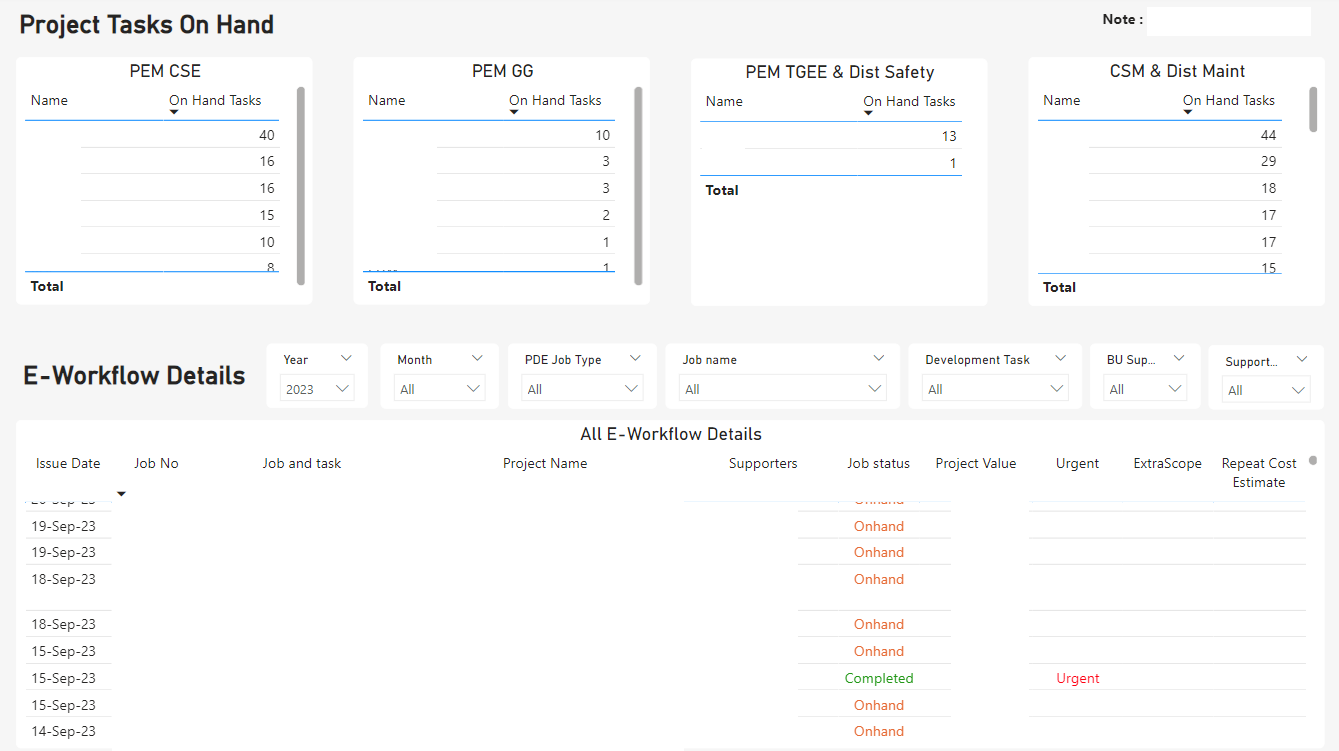 Project Tasks On Hand
Note :
PEM CSE
Name On Hand Tasks
40
16
16
15
10
8
Total
PEM GG
Name On Hand Tasks
10
3
3
2
1
1
Total
PEM TGEE & Dist Safety
Name On Hand Tasks
13
1
Total
CSM & Dist Maint
Name On Hand Tasks
44
29
18
17
17
15
Total
E-Workflow Details
Year
2023
Month
All
PDE Job Type
All
Job name
All
Development Task
All
BU Sup...
All
Support...
All
All E-Workflow Details
Issue Date Job No Job and task Project Name Supporters Job status Project Value Urgent ExtraScope Repeat Cost
Estimate
20-Sep-23 Onhand
19-Sep-23 Onhand
19-Sep-23 Onhand
18-Sep-23 Onhand
18-Sep-23 Onhand
15-Sep-23 Onhand
15-Sep-23 Completed Urgent
15-Sep-23 Onhand
14-Sep-23 Onhand